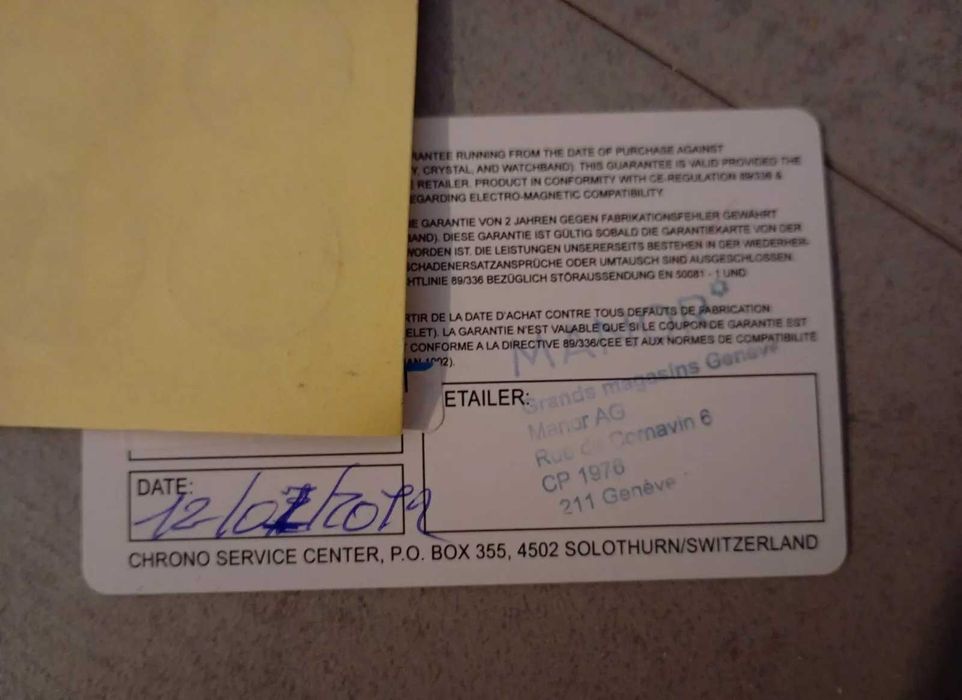 RANTEE RUNNING FROM THE DATE OF PURCHASE AGAINST
Y, CRYSTAL, AND WATCHBAND). THIS GUARANTEE IS VALID PROVIDED THE
RETAILER. PRODUCT IN CONFORMITY WITH CE-REGULATION 89/336 &
EGARDING ELECTRO-MAGNETIC COMPATIBILITY
IE GARANTIE VON 2 JAHREN GEGEN FABRIKATIONSFEHLER GEWÄHRT
BAND). DIESE GARANTIE IST GÜLTIG SOBALD DIE GARANTIEKARTE VON DER
WORDEN IST. DIE LEISTUNGEN UNSERERSEITS BESTEHEN IN DER WIEDERHER-
SCHADENERSATZANSPRÜCHE ODER UMTAUSCH SIND AUSGESCHLOSSEN.
HTLINIE 89/336 BEZÜGLICH STÖRAUSSENDUNG EN 50081 - 1 UND
RTIR DE LA DATE D'ACHAT CONTRE TOUS DEFAUTS DE FABRICATION
ELET). LA GARANTIE N'EST VALABLE QUE SI LE COUPON DE GARANTIE EST
CONFORME A LA DIRECTIVE 89/336/CEE ET AUX NORMES DE COMPATIBILITE
1992).
MANOR
ETAILER:
Grands magasins Genève
Manor AG
Rue de Cornavin 6
CP 1976
211 Genève
DATE:
CHRONO SERVICE CENTER, P.O. BOX 355, 4502 SOLOTHURN/SWITZERLAND